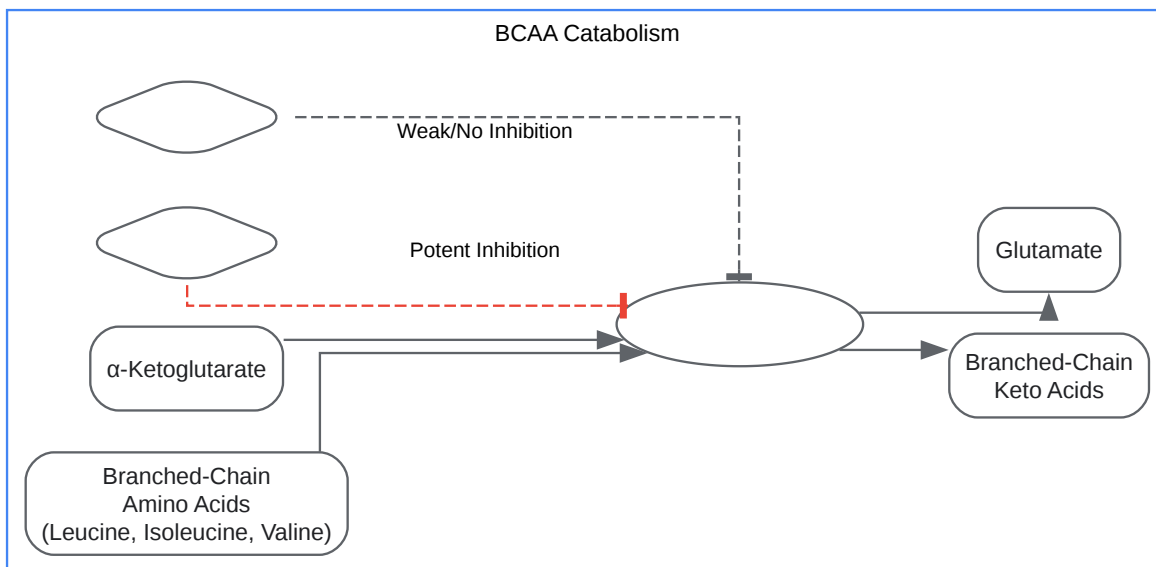 BCAA Catabolism
Weak/No Inhibition
Potent Inhibition
Glutamate
α-Ketoglutarate
Branched-Chain
Keto Acids
Branched-Chain
Amino Acids
(Leucine, Isoleucine, Valine)